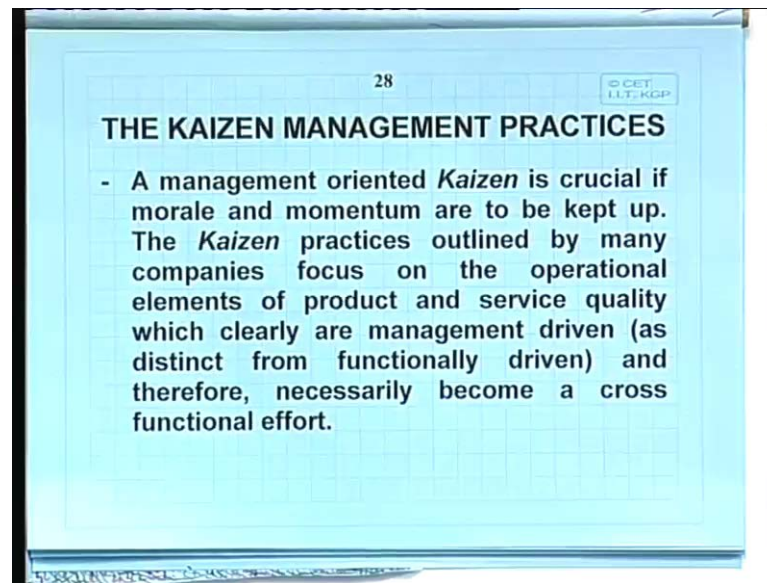 28
© CET
I.I.T. KGP
THE KAIZEN MANAGEMENT PRACTICES
- A management oriented Kaizen is crucial if
morale and momentum are to be kept up.
The Kaizen practices outlined by many
companies focus on the operational
elements of product and service quality
which clearly are management driven (as
distinct from functionally driven) and
therefore, necessarily become a cross
functional effort.